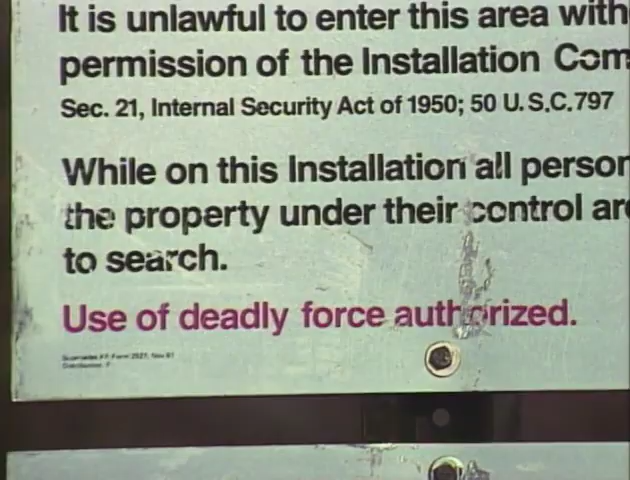 It is unlawful to enter this area with
permission of the Installation Com
Sec. 21, Internal Security Act of 1950; 50 U.S.C.797
While on this Installation all person
the property under their control are
to search.
Use of deadly force authorized.